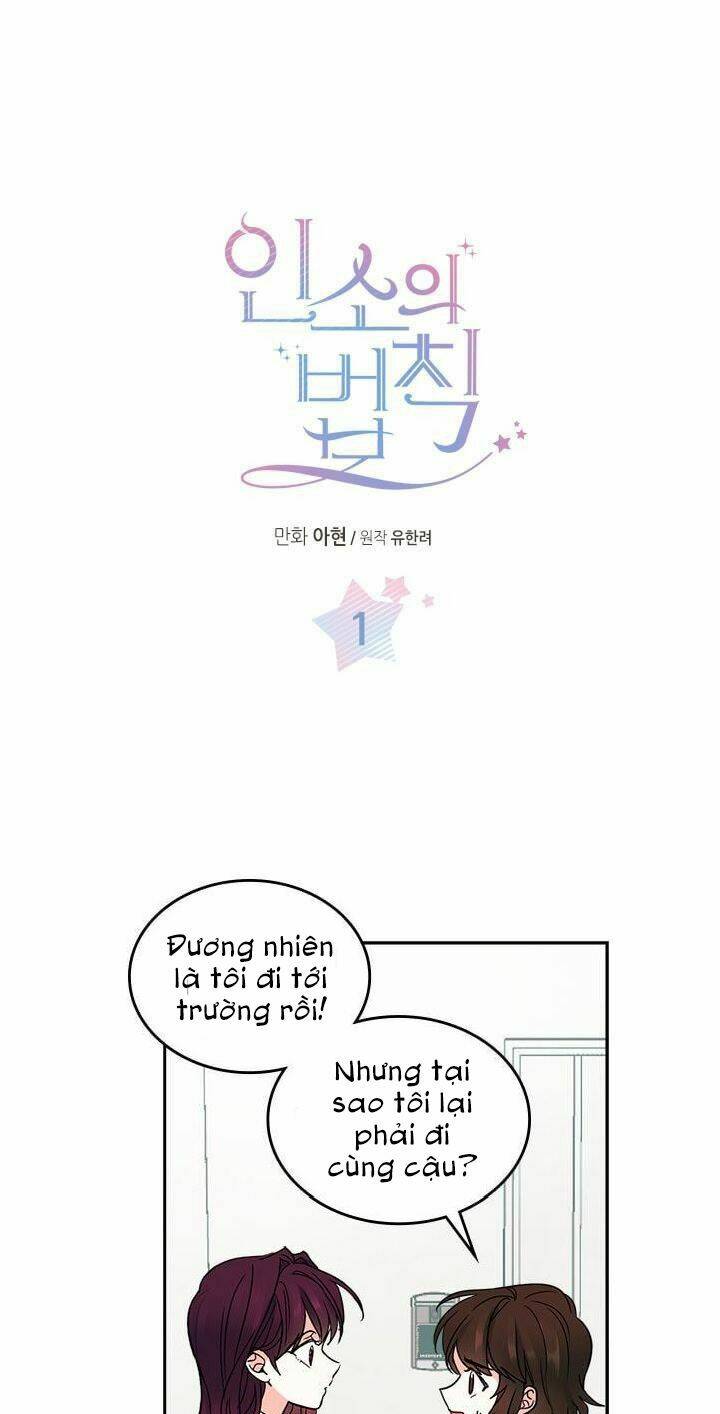 인소의
법칙
만화 아현 / 원작 유한려
1
Đương nhiên
là tôi đi tới
trường rồi!
Nhưng tại
sao tôi lại
phải đi
cùng cậu?